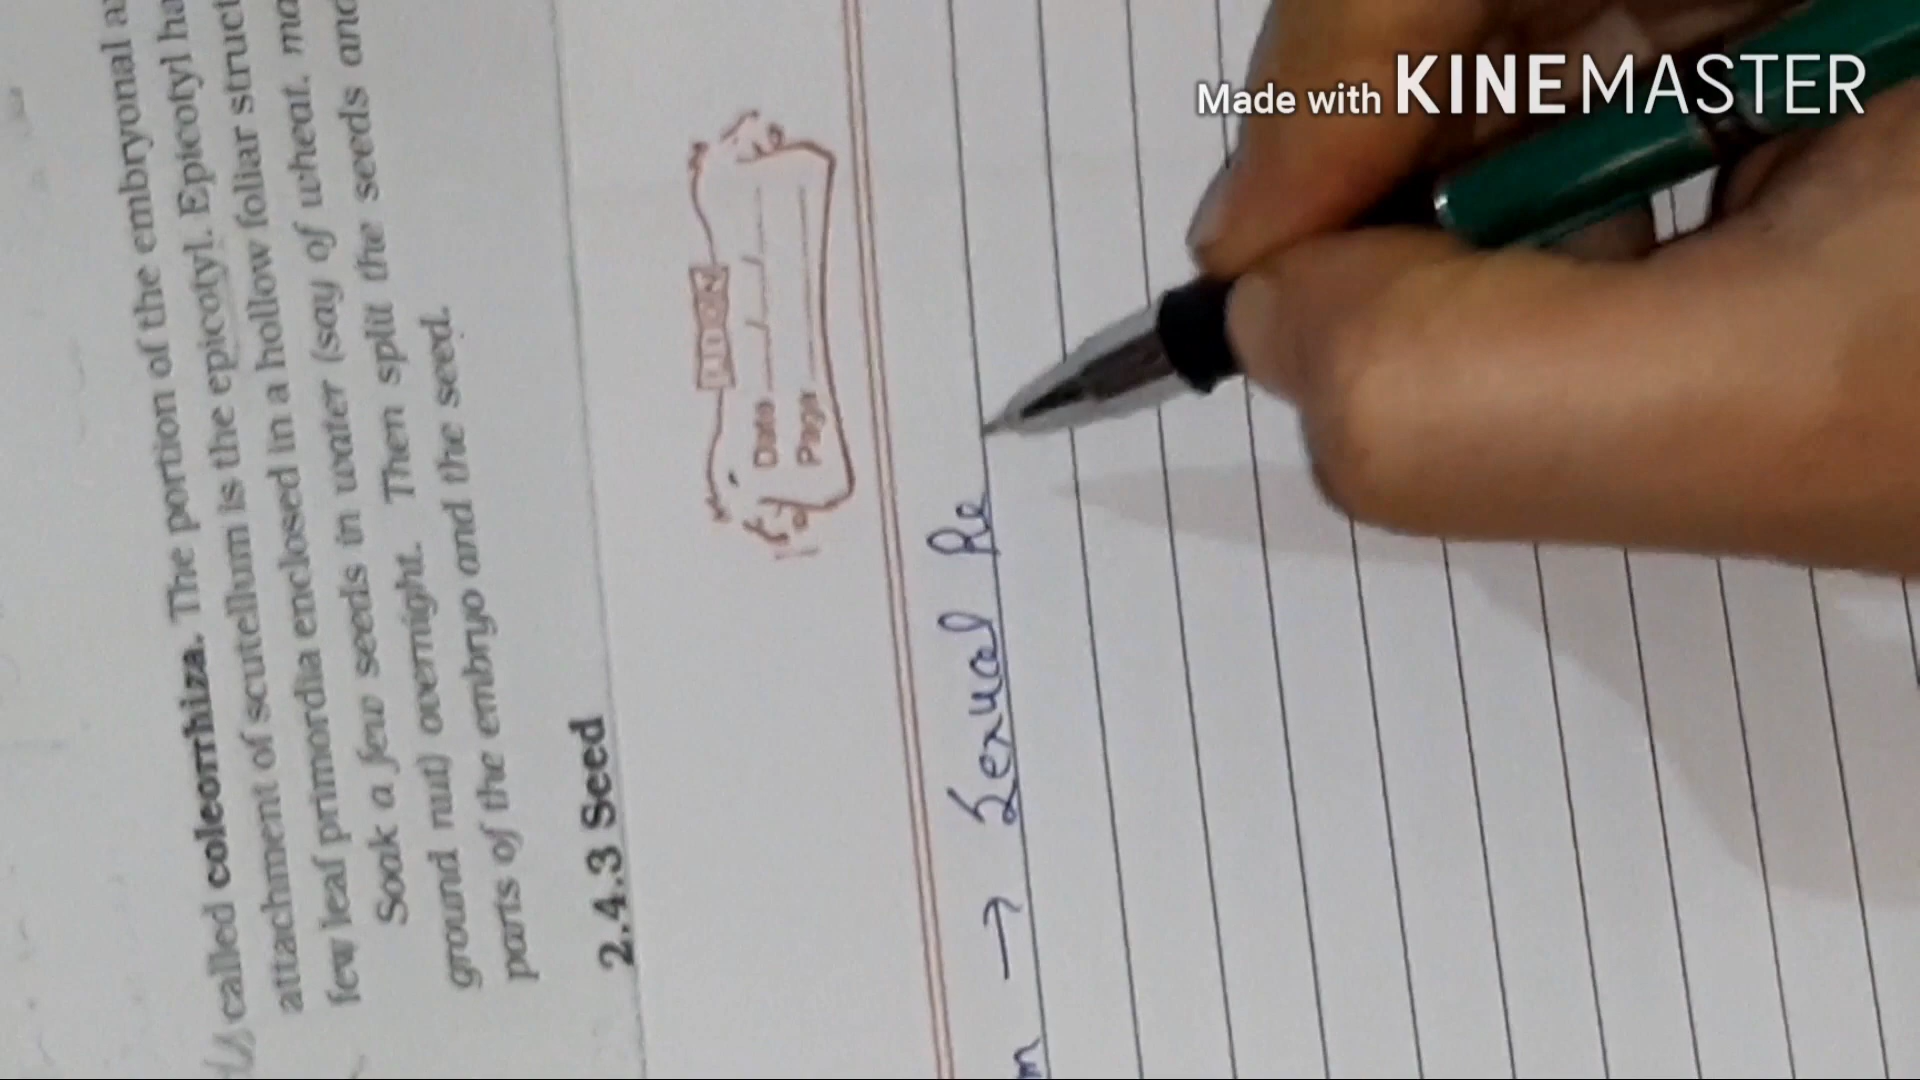 called coleorrhiza. The portion of the embryonal a
attachment of scutellum is the epicotyl. Epicotyl ha
few leaf primordia enclosed in a hollow foliar struct
Soak a few seeds in water (say of wheat, ma
ground nut) overnight. Then split the seeds and
parts of the embryo and the seed.
2.4.3 Seed
Date
Page
m → Sexual Re
Made with KINEMASTER